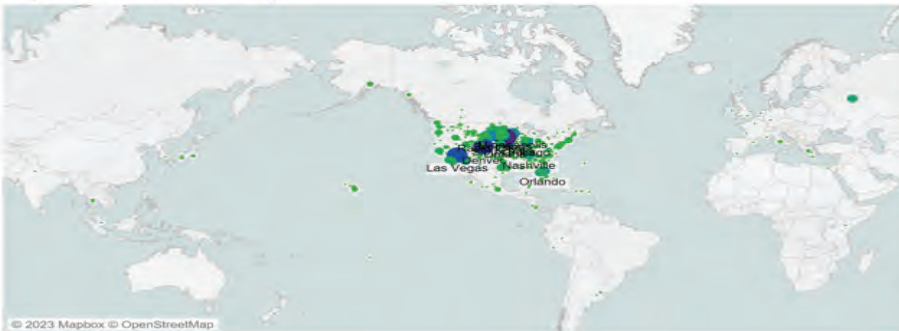 Denver
Nashville
Las Vegas
Orlando
© 2023 Mapbox © OpenStreetMap